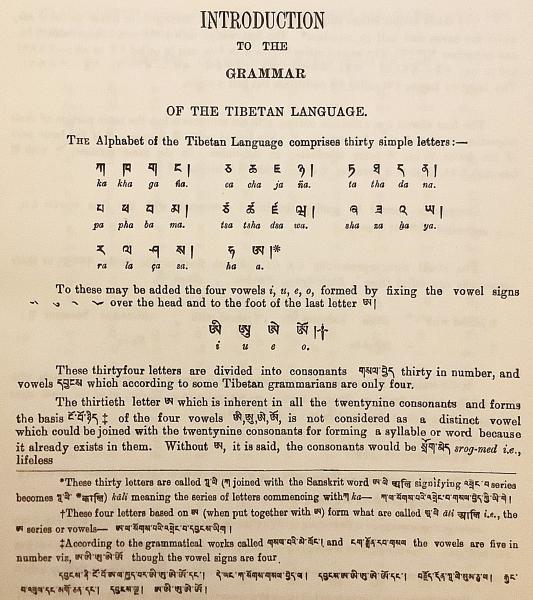 INTRODUCTION
TO THE
GRAMMAR
OF THE TIBETAN LANGUAGE.
THE Alphabet of the Tibetan Language comprises thirty simple letters:—
ཀ ཁ ག ང། ཅ ཆ ཇ ཉ། ཏ ཐ ད ན།
ka kha ga ña. ca cha ja ña. ta tha da na.
པ ཕ བ མ། ཙ ཚ ཛ ཝ། ཞ ཟ འ ཡ།
pa pha ba ma. tsa tsha dsa wa. sha za ḥa ya.
ར ལ ཤ ས། ཧ ཨ།*
ra la ça sa. ha a.
To these may be added the four vowels i, u, e, o, formed by fixing the vowel signs
ི ུ ེ ོ over the head and to the foot of the last letter ཨ།
ཨི ཨུ ཨེ ཨོ།†
i u e o.
These thirtyfour letters are divided into consonants གསལ་བྱེད thirty in number, and
vowels དབྱངས which according to some Tibetan grammarians are only four.
The thirtieth letter ཨ which is inherent in all the twentynine consonants and forms
the basis ངོ་བོ་ཉིད ‡ of the four vowels ཨི,ཨུ,ཨེ,ཨོ, is not considered as a distinct vowel
which could be joined with the twentynine consonants for forming a syllable or word because
it already exists in them. Without ཨ, it is said, the consonants would be སྲོག་མེད srog-med i.e.,
lifeless
*These thirty letters are called ཀཱ་ལི (ཀ joined with the Sanskrit word ཨཱ་ལི आलि signifying འཕྲེང་བ series
becomes ཀཱ་ལི *कालि) kāli meaning the series of letters commencing with ཀ ka—
†These four letters based on ཨ (when put together with ཨ) form what are called ཨཱ་ལི āli आलि i.e., the
ཨ series or vowels—
‡According to the grammatical works called and the vowels are five in
number viz, ཨ་ཨི་ཨུ་ཨེ་ཨོ though the vowel signs are four.